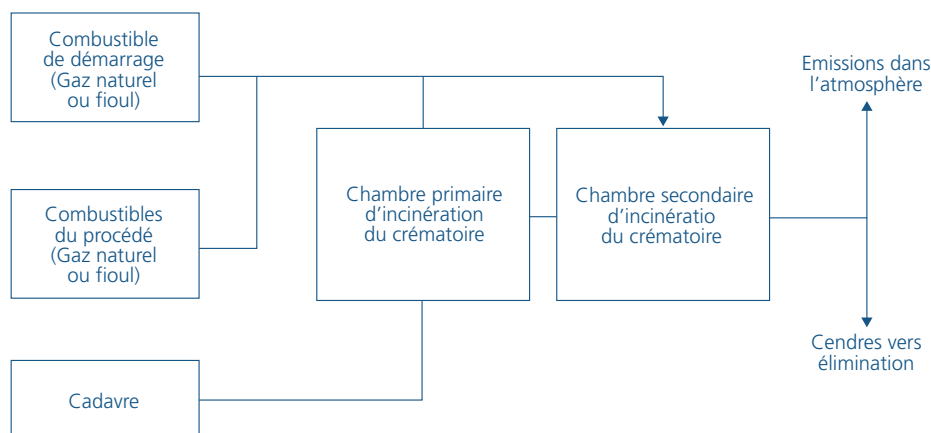 Combustible
de démarrage
(Gaz naturel
ou fioul)
Emissions dans
l'atmosphère
Chambre primaire
d'incinération
du crématoire
Chambre secondaire
d'incinératio
du crématoire
Combustibles
du procédé
(Gaz naturel
ou fioul)
Cendres vers
élimination
Cadavre